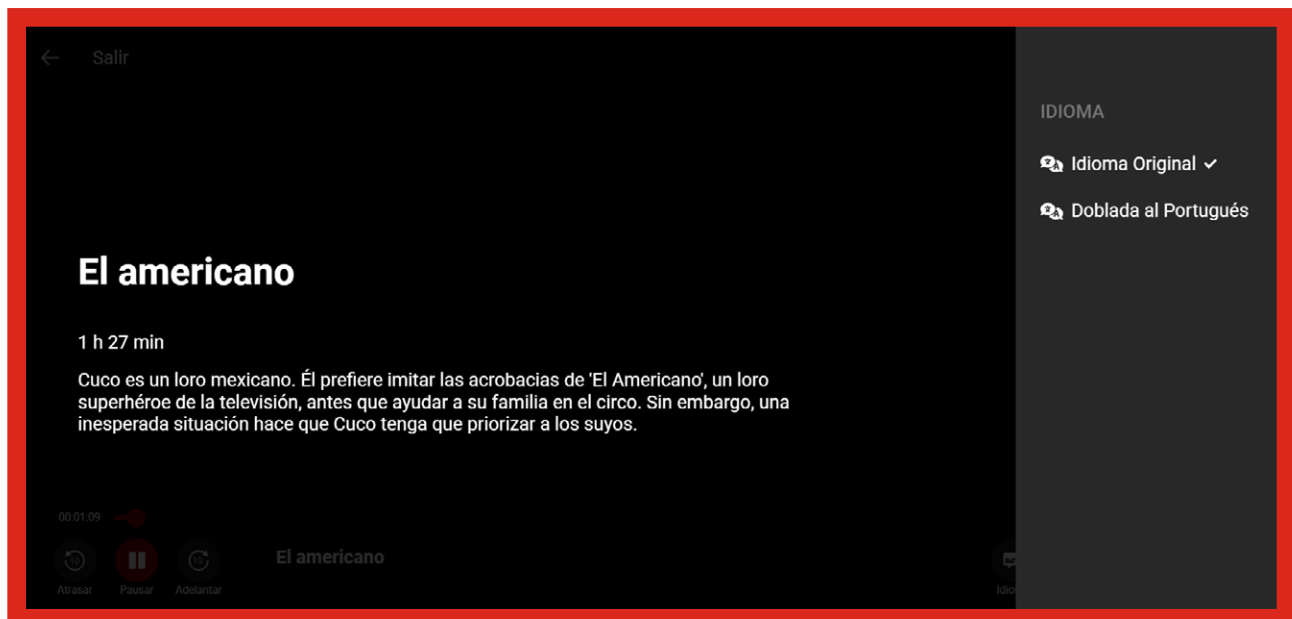 Salir
IDIOMA
Idioma Original
Doblada al Portugués
El americano
1 h 27 min
Cuco es un loro mexicano. Él prefiere imitar las acrobacias de 'El Americano', un loro
superhéroe de la televisión, antes que ayudar a su familia en el circo. Sin embargo, una
inesperada situación hace que Cuco tenga que priorizar a los suyos.
00:01:09
10
10
El americano
Atrasar
Pausar
Adelantar
Idio